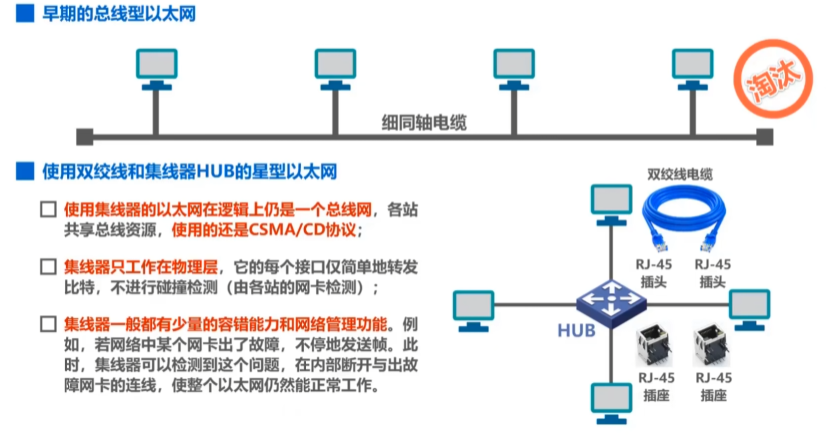 早期的总线型以太网
淘汰
细同轴电缆
使用双绞线和集线器HUB的星型以太网
使用集线器的以太网在逻辑上仍是一个总线网，各站
共享总线资源，使用的还是CSMA/CD协议；
集线器只工作在物理层，它的每个接口仅简单地转发
比特，不进行碰撞检测（由各站的网卡检测）；
集线器一般都有少量的容错能力和网络管理功能。例
如，若网络中某个网卡出了故障，不停地发送帧。此
时，集线器可以检测到这个问题，在内部断开与出故
障网卡的连线，使整个以太网仍然能正常工作。
双绞线电缆
RJ-45
插头
RJ-45
插头
HUB
RJ-45
插座
RJ-45
插座